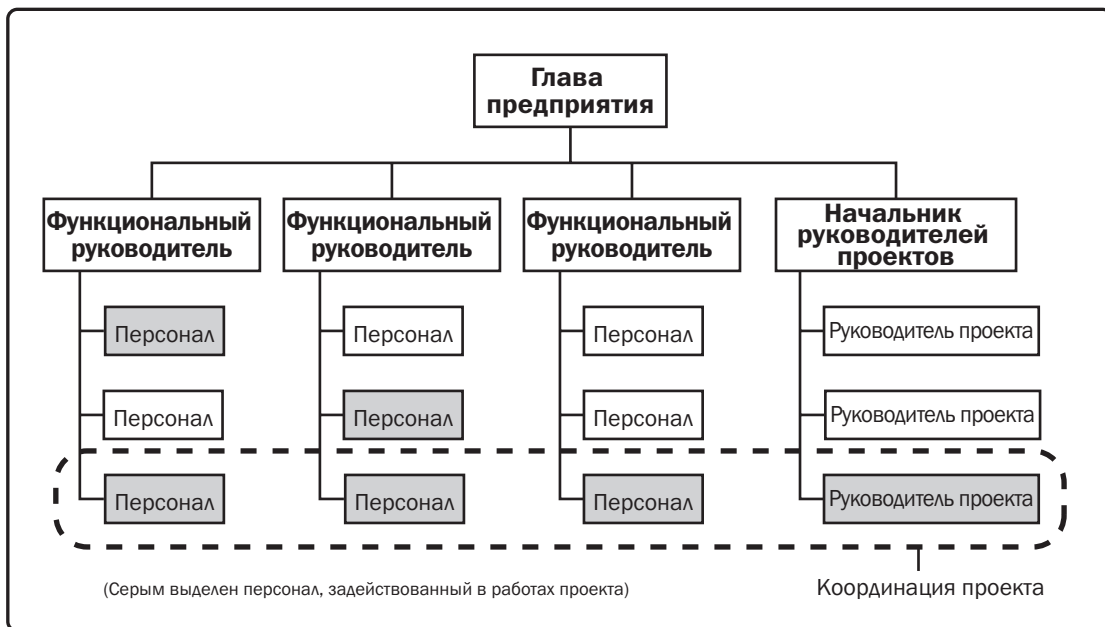 Глава
предприятия
Функциональный
руководитель
Функциональный
руководитель
Функциональный
руководитель
Начальник
руководителей
проектов
Персонал
Персонал
Персонал
Руководитель проекта
Персонал
Персонал
Персонал
Руководитель проекта
Персонал
Персонал
Персонал
Руководитель проекта
(Серым выделен персонал, задействованный в работах проекта)
Координация проекта